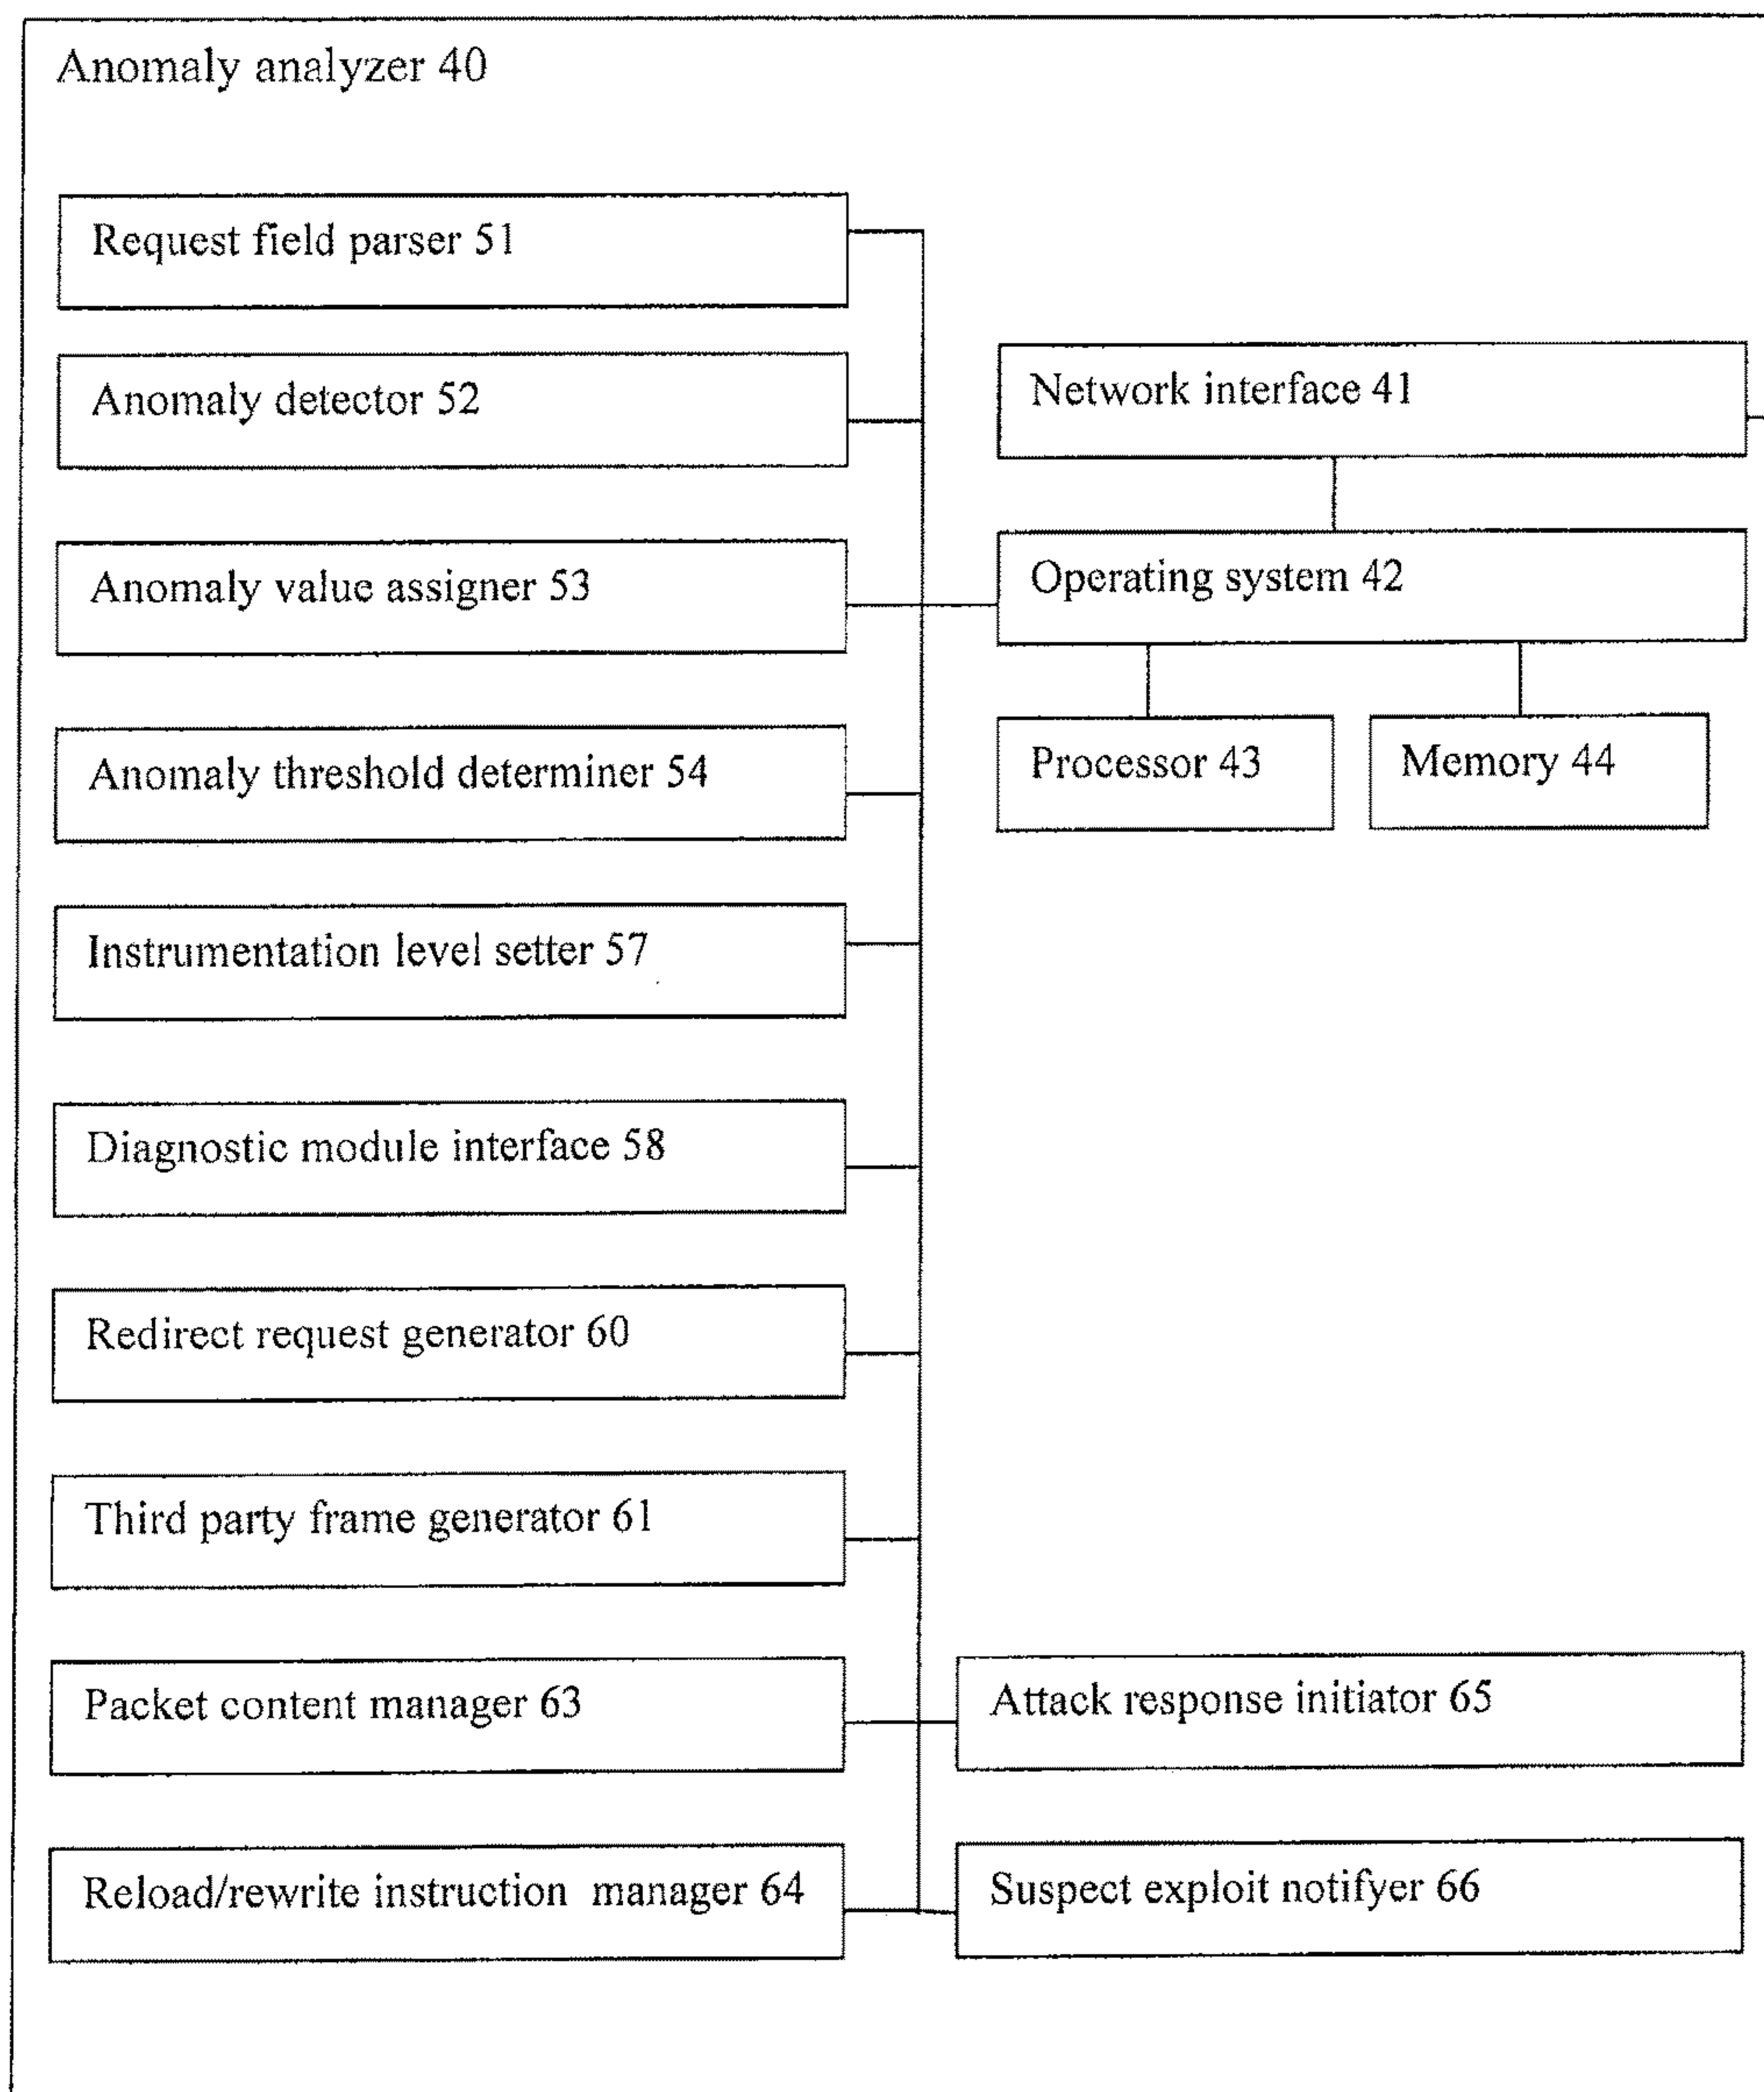 Anomaly analyzer 40
Request field parser 51
Anomaly detector 52
Network interface 41
Anomaly value assigner 53
Operating system 42
Anomaly threshold determiner 54
Processor 43
Memory 44
Instrumentation level setter 57
Diagnostic module interface 58
Redirect request generator 60
Third party frame generator 61
Packet content manager 63
Attack response initiator 65
Reload/rewrite instruction manager 64
Suspect exploit notifyer 66